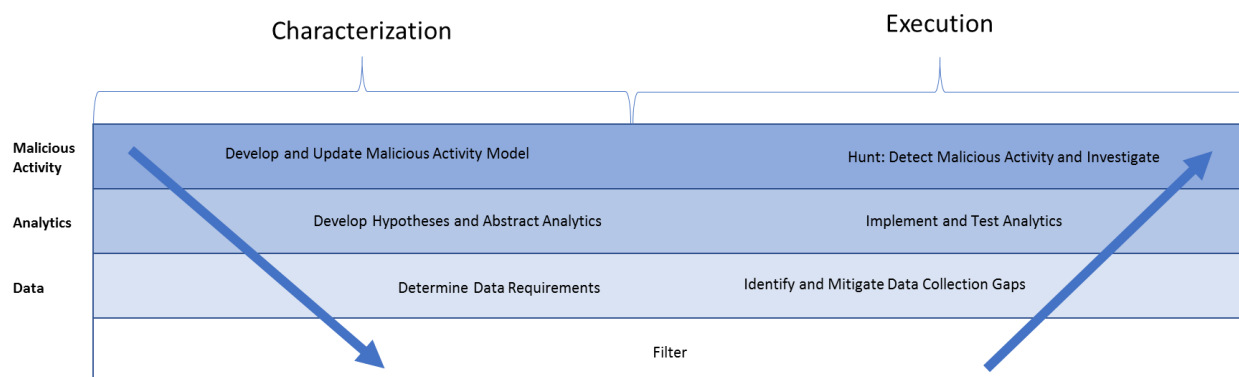 Characterization
Execution
Malicious
Activity
Develop and Update Malicious Activity Model
Hunt: Detect Malicious Activity and Investigate
Analytics
Develop Hypotheses and Abstract Analytics
Implement and Test Analytics
Data
Determine Data Requirements
Identify and Mitigate Data Collection Gaps
Filter